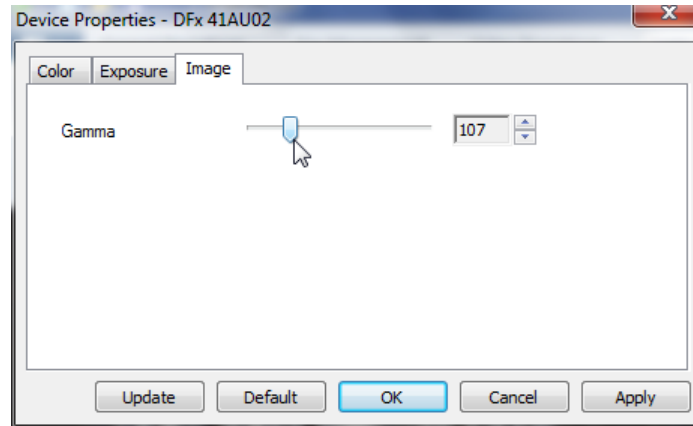 Device Properties - DFx 41AU02
Color Exposure Image
Gamma 107
Update Default OK Cancel Apply